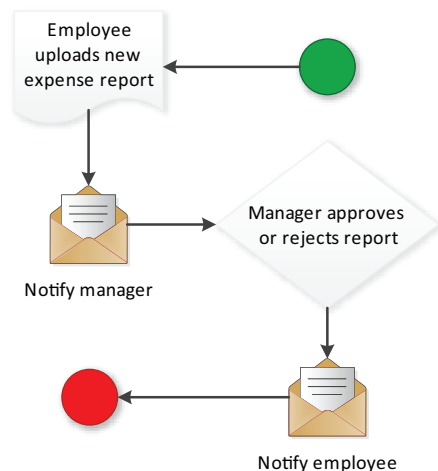 Employee
uploads new
expense report
Manager approves
or rejects report
Notify manager
Notify employee